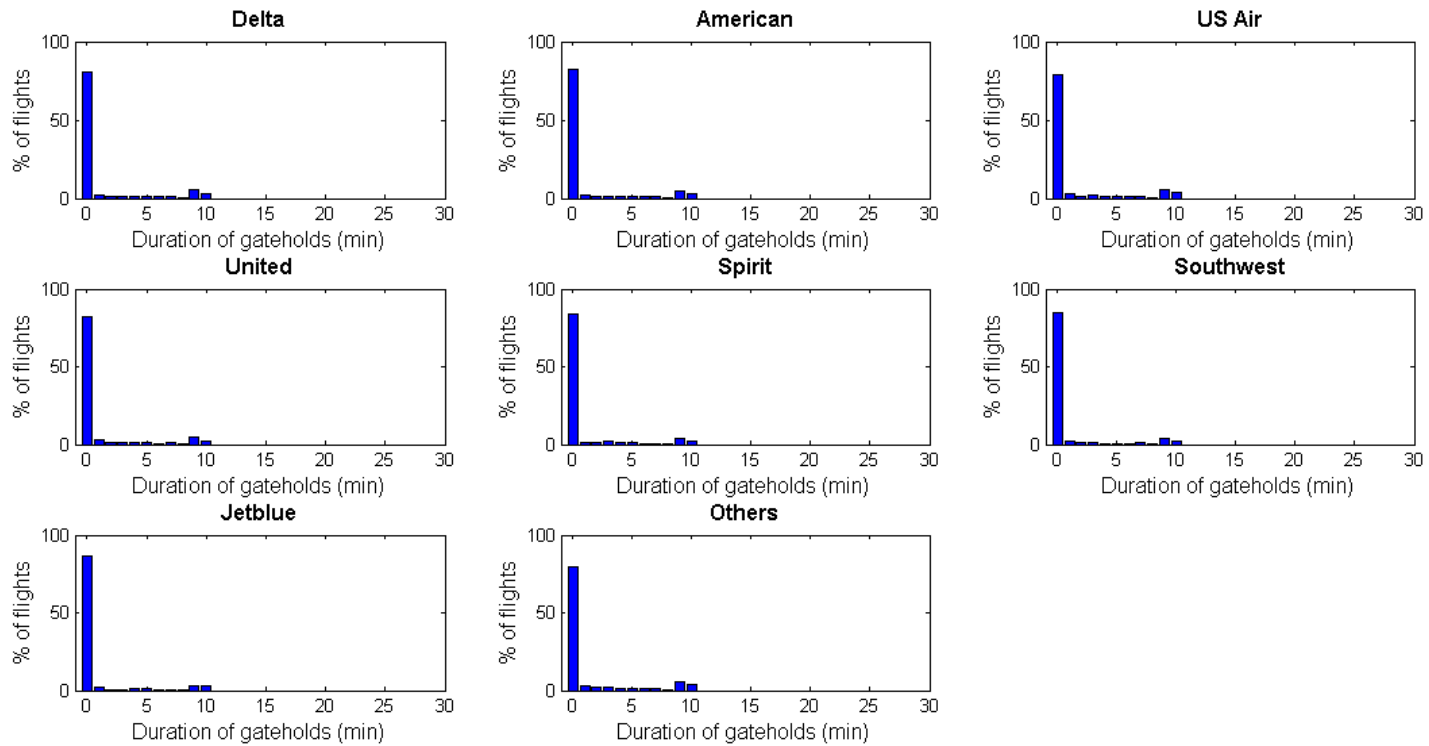 Delta
American
US Air
100
50
0
% of flights
0 5 10 15 20 25 30
Duration of gateholds (min)
100
50
0
% of flights
0 5 10 15 20 25 30
Duration of gateholds (min)
100
50
0
% of flights
0 5 10 15 20 25 30
Duration of gateholds (min)
United
Spirit
Southwest
100
50
0
% of flights
0 5 10 15 20 25 30
Duration of gateholds (min)
100
50
0
% of flights
0 5 10 15 20 25 30
Duration of gateholds (min)
100
50
0
% of flights
0 5 10 15 20 25 30
Duration of gateholds (min)
Jetblue
Others
100
50
0
% of flights
0 5 10 15 20 25 30
Duration of gateholds (min)
100
50
0
% of flights
0 5 10 15 20 25 30
Duration of gateholds (min)